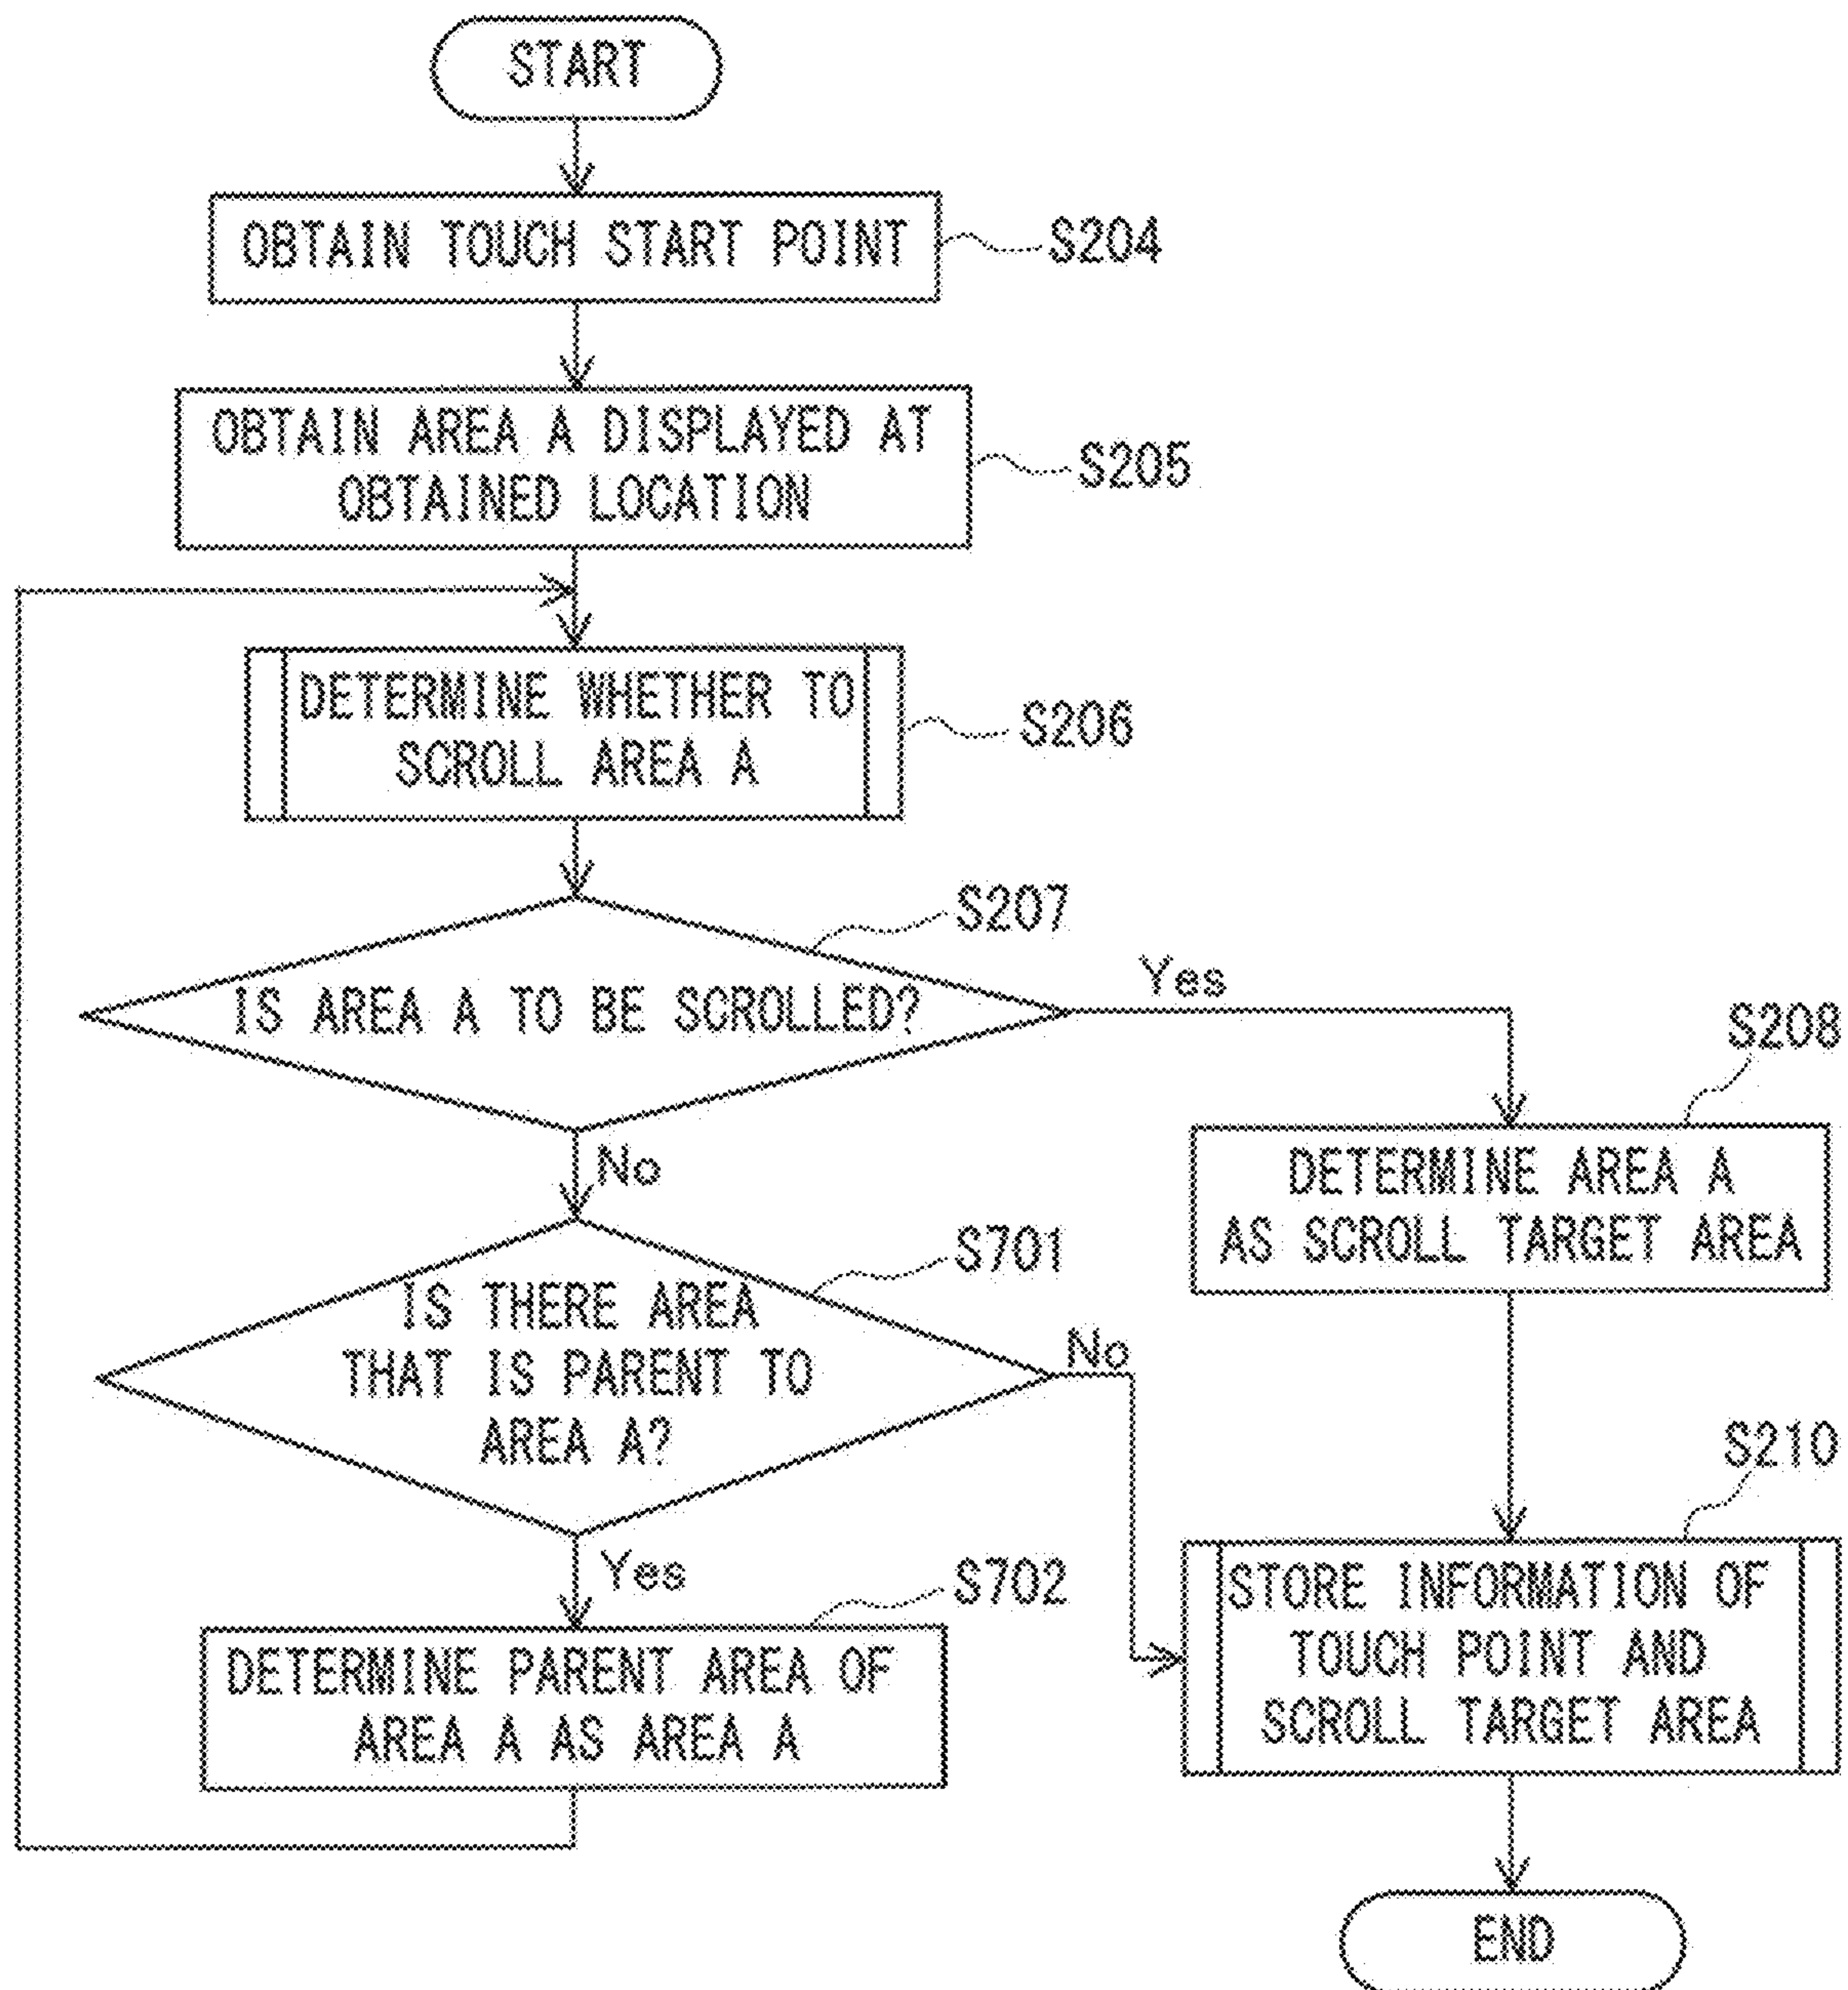 START
OBTAIN TOUCH START POINT
S204
OBTAIN AREA A DISPLAYED AT
OBTAINED LOCATION
S205
DETERMINE WHETHER TO
SCROLL AREA A
S206
S207
IS AREA A TO BE SCROLLED?
Yes
No
S208
DETERMINE AREA A
AS SCROLL TARGET AREA
S701
IS THERE AREA
THAT IS PARENT TO
AREA A?
No
Yes
S702
DETERMINE PARENT AREA OF
AREA A AS AREA A
S210
STORE INFORMATION OF
TOUCH POINT AND
SCROLL TARGET AREA
END